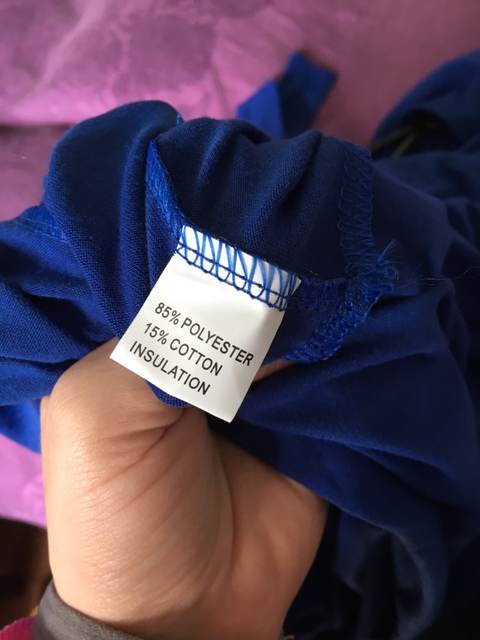 85% POLYESTER
15% COTTON
INSULATION